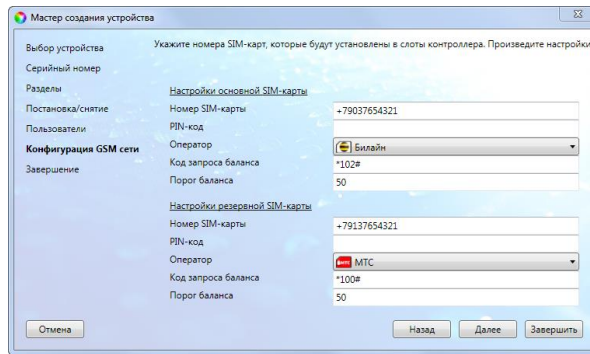 Мастер создания устройства
Выбор устройства
Серийный номер
Разделы
Постановка/снятие
Пользователи
Конфигурация GSM сети
Завершение
Укажите номера SIM-карт, которые будут установлены в слоты контроллера. Произведите настройки
Настройки основной SIM-карты
Номер SIM-карты +79037654321
PIN-код
Оператор Билайн
Код запроса баланса *102#
Порог баланса 50
Настройки резервной SIM-карты
Номер SIM-карты +79137654321
PIN-код
Оператор МТС
Код запроса баланса *100#
Порог баланса 50
Отмена Назад Далее Завершить